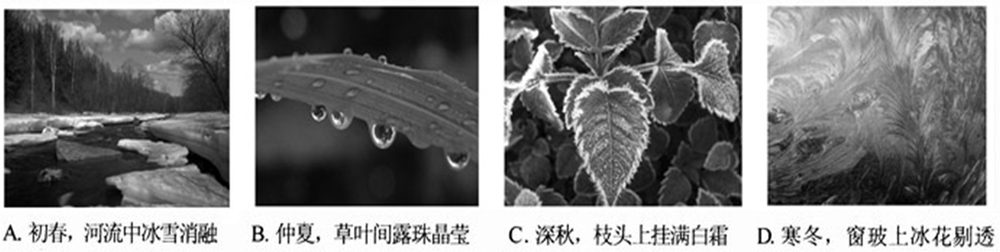 A. 初春，河流中冰雪消融
B. 仲夏，草叶间露珠晶莹
C. 深秋，枝头上挂满白霜
D. 寒冬，窗玻上冰花剔透